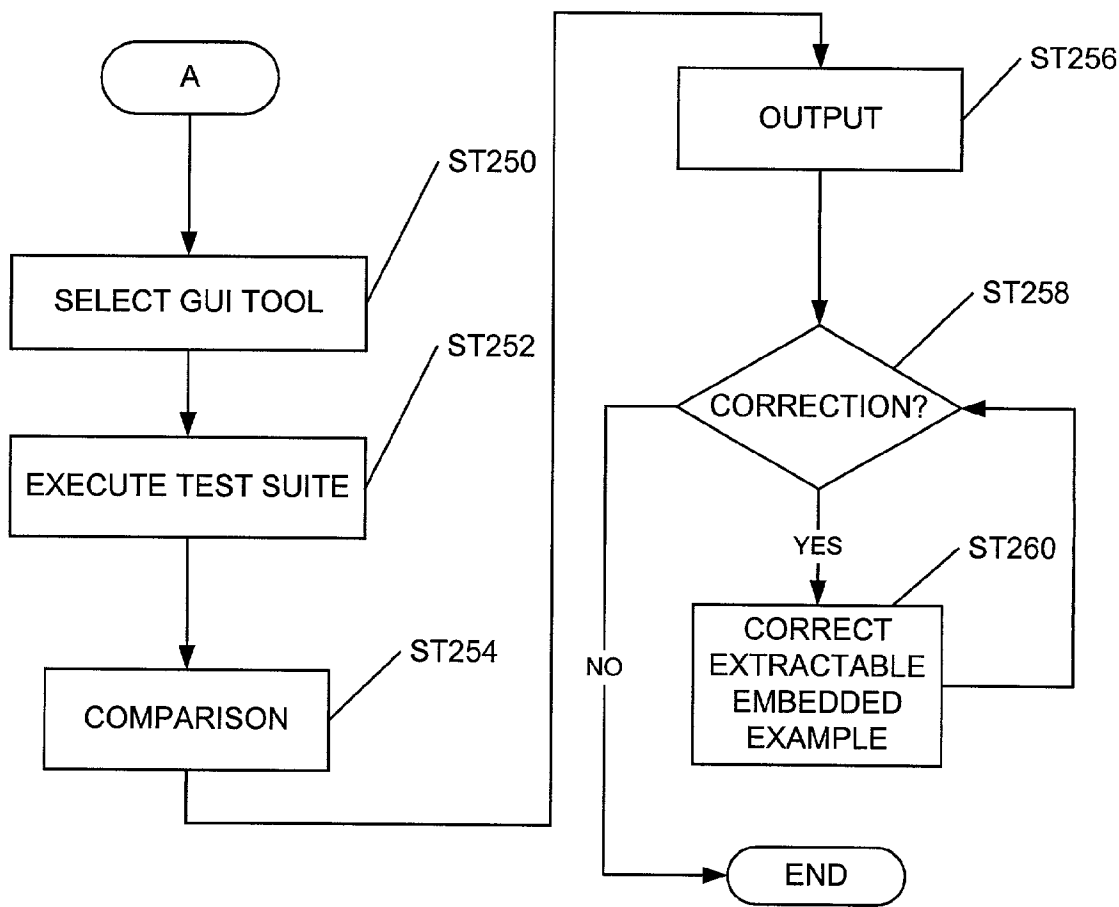 A
ST250
SELECT GUI TOOL
ST252
EXECUTE TEST SUITE
ST254
COMPARISON
ST256
OUTPUT
ST258
CORRECTION?
YES
ST260
CORRECT
EXTRACTABLE
EMBEDDED
EXAMPLE
NO
END